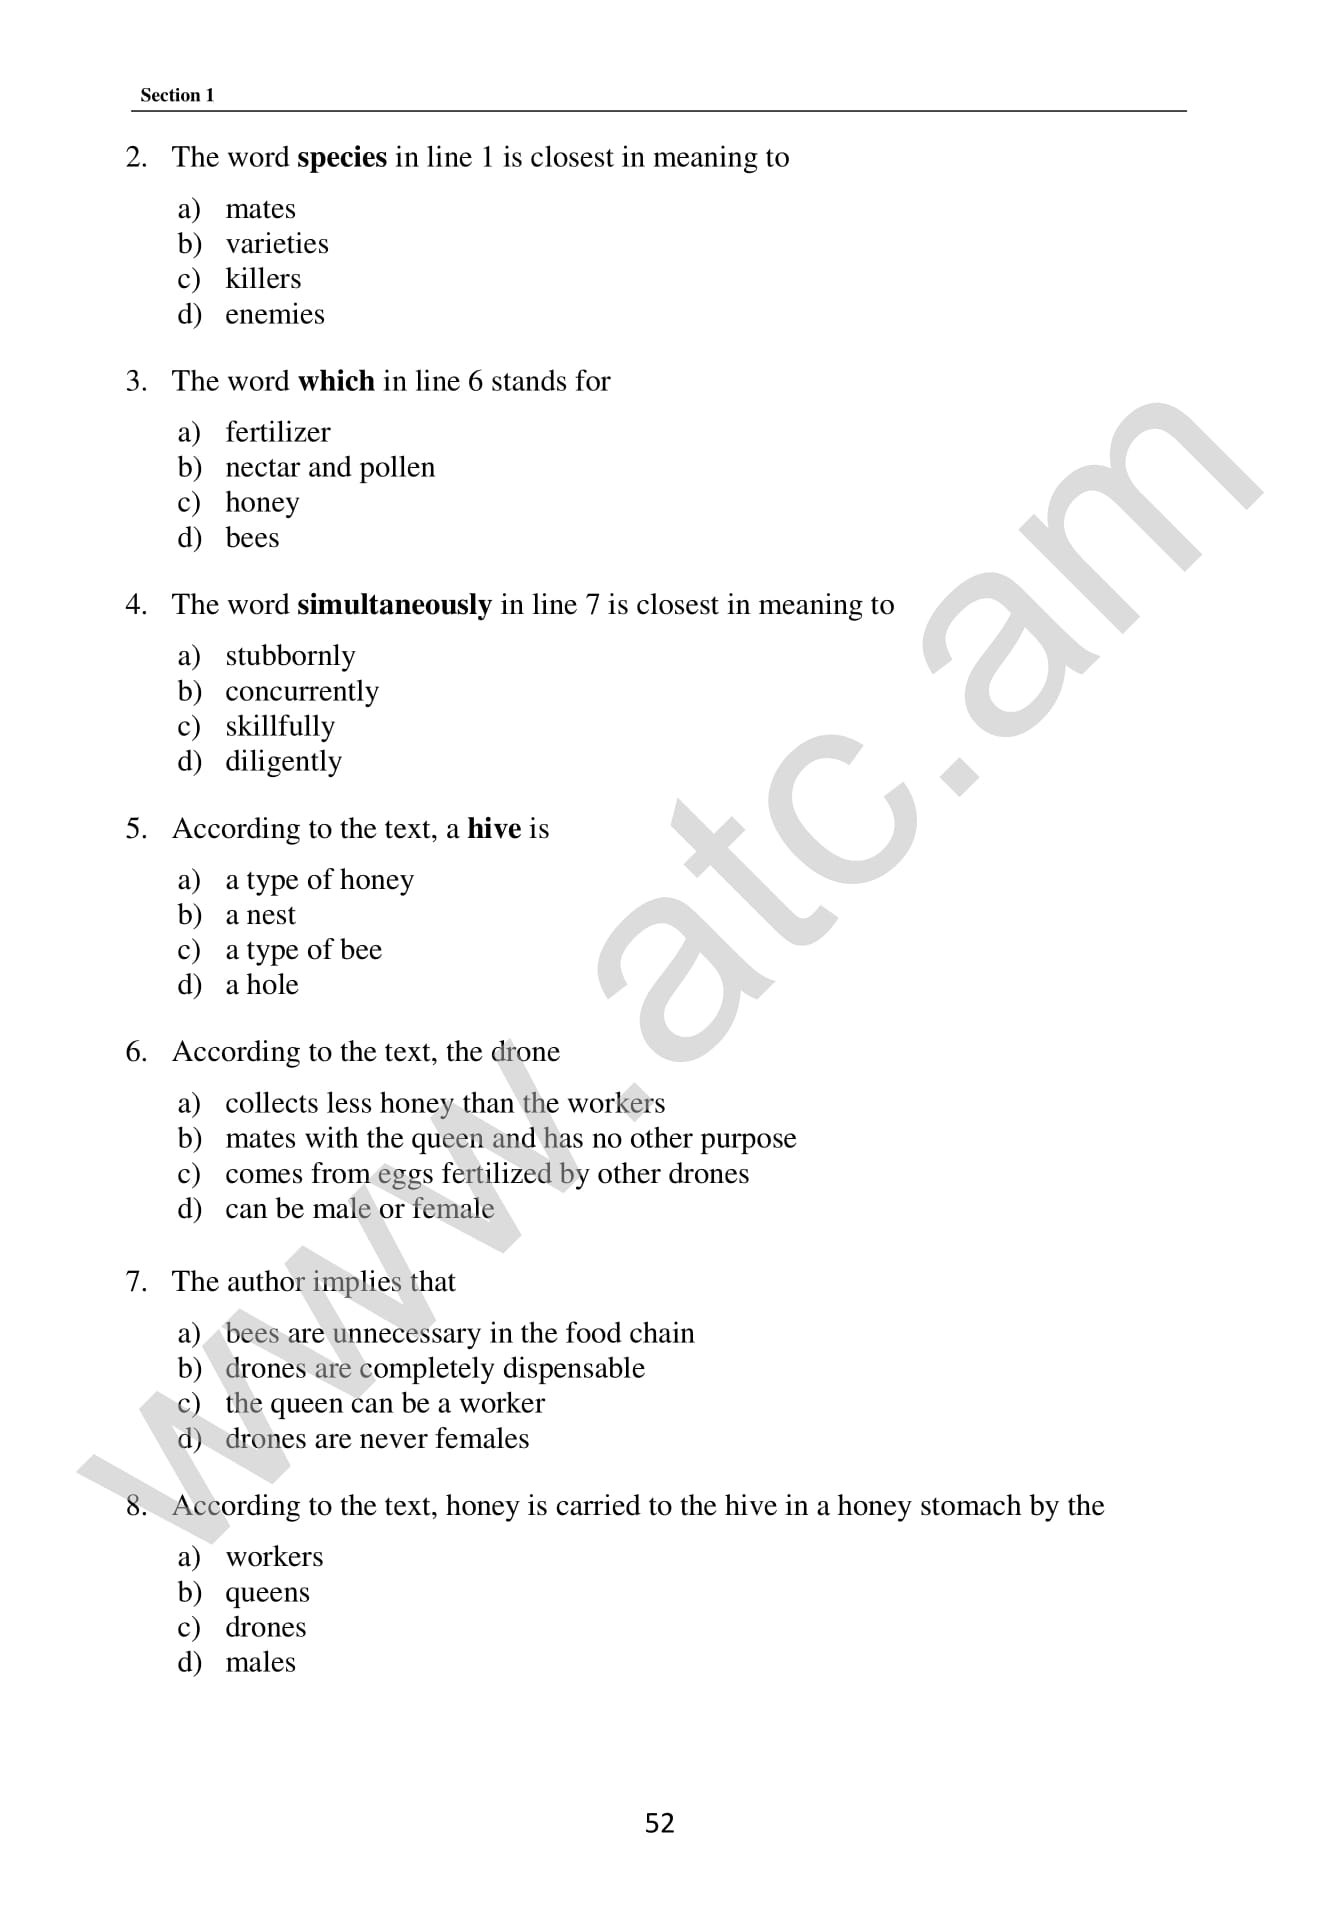 Section 1
2. The word species in line 1 is closest in meaning to
a) mates
b) varieties
c) killers
d) enemies
3. The word which in line 6 stands for
a) fertilizer
b) nectar and pollen
c) honey
d) bees
4. The word simultaneously in line 7 is closest in meaning to
a) stubbornly
b) concurrently
c) skillfully
d) diligently
5. According to the text, a hive is
a) a type of honey
b) a nest
c) a type of bee
d) a hole
6. According to the text, the drone
a) collects less honey than the workers
b) mates with the queen and has no other purpose
c) comes from eggs fertilized by other drones
d) can be male or female
7. The author implies that
a) bees are unnecessary in the food chain
b) drones are completely dispensable
c) the queen can be a worker
d) drones are never females
8. According to the text, honey is carried to the hive in a honey stomach by the
a) workers
b) queens
c) drones
d) males
52
www.atc.am